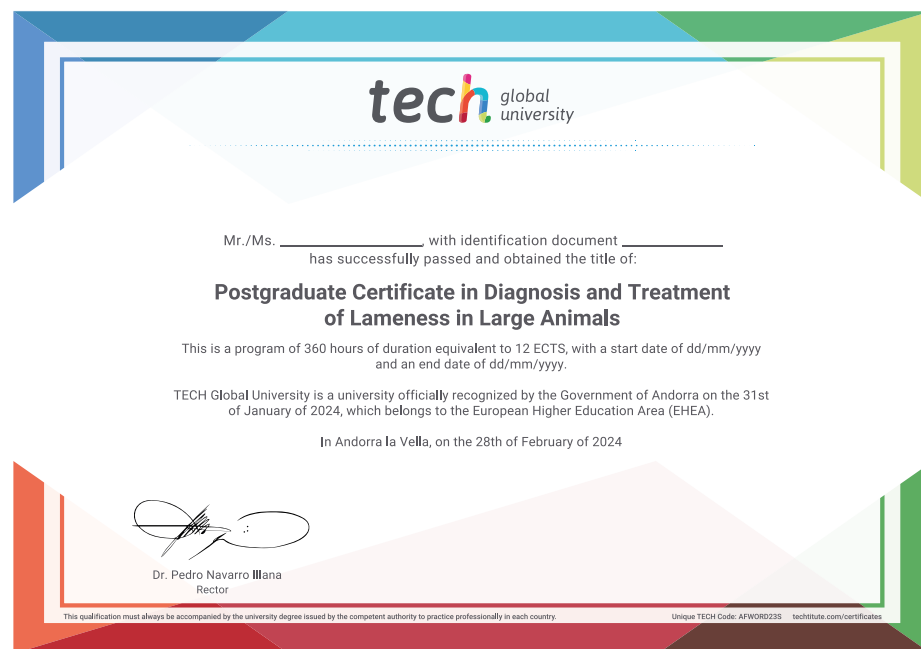 tech global university
Mr./Ms. ____________________, with identification document ______________
has successfully passed and obtained the title of:
Postgraduate Certificate in Diagnosis and Treatment
of Lameness in Large Animals
This is a program of 360 hours of duration equivalent to 12 ECTS, with a start date of dd/mm/yyyy
and an end date of dd/mm/yyyy.
TECH Global University is a university officially recognized by the Government of Andorra on the 31st
of January of 2024, which belongs to the European Higher Education Area (EHEA).
In Andorra la Vella, on the 28th of February of 2024
Dr. Pedro Navarro Illana
Rector
This qualification must always be accompanied by the university degree issued by the competent authority to practice professionally in each country.
Unique TECH Code: AFWORD23S techtitute.com/certificates